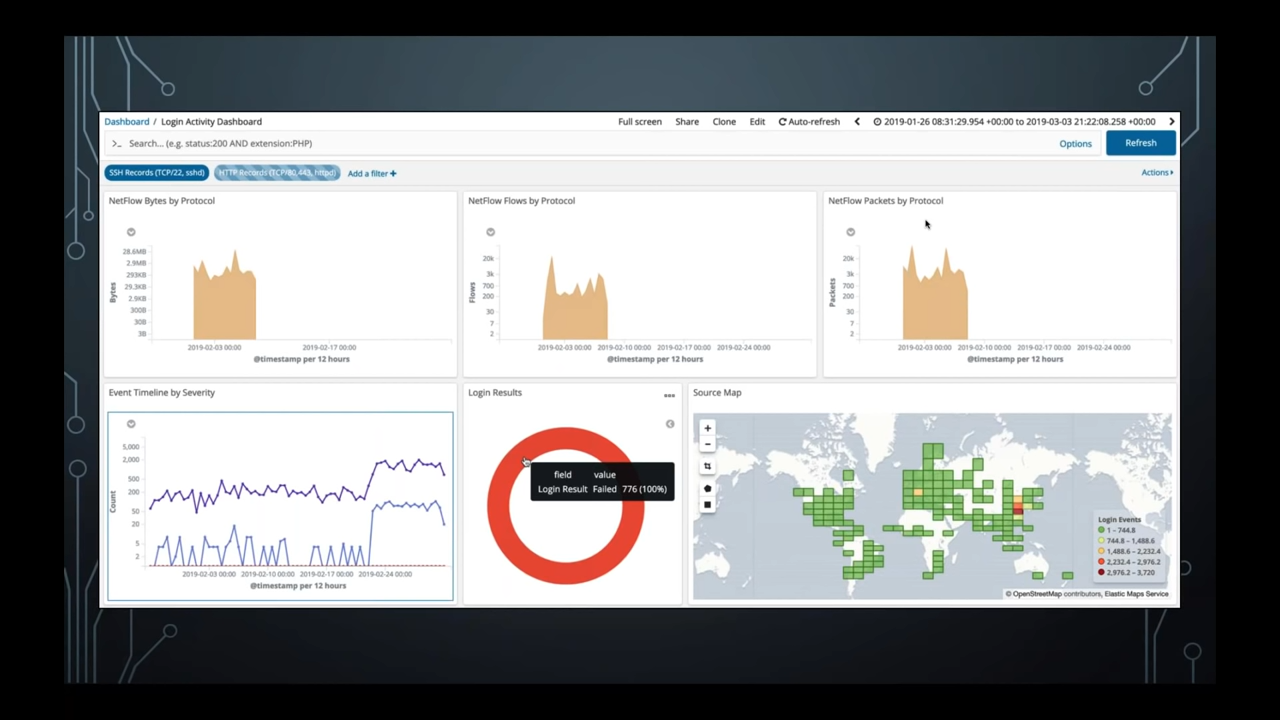 Dashboard / Login Activity Dashboard Full screen Share Clone Edit Auto-refresh 2019-01-26 08:31:29.954 +00:00 to 2019-03-03 21:22:08.258 +00:00
>_ Search... (e.g. status:200 AND extension:PHP) Options Refresh
SSH Records (TCP/22, sshd) HTTP Records (TCP/80,443, httpd) Add a filter + Actions
NetFlow Bytes by Protocol
28.6MB
2.9MB
293KB
29.3KB
2.9KB
300B
30B
3B
Bytes
2019-02-03 00:00 2019-02-17 00:00
@timestamp per 12 hours
NetFlow Flows by Protocol
20k
3k
700
200
30
7
2
Flows
2019-02-03 00:00 2019-02-10 00:00 2019-02-17 00:00 2019-02-24 00:00
@timestamp per 12 hours
NetFlow Packets by Protocol
20k
3k
700
200
30
7
2
Packets
2019-02-03 00:00 2019-02-10 00:00 2019-02-17 00:00 2019-02-24 00:00
@timestamp per 12 hours
Event Timeline by Severity
5,000
2,000
500
200
50
20
5
2
Count
2019-02-03 00:00 2019-02-10 00:00 2019-02-17 00:00 2019-02-24 00:00
@timestamp per 12 hours
Login Results
field value
Login Result Failed 776 (100%)
Source Map
+
−
Login Events
1 – 744.8
744.8 – 1,488.6
1,488.6 – 2,232.4
2,232.4 – 2,976.2
2,976.2 – 3,720
© OpenStreetMap contributors, Elastic Maps Service